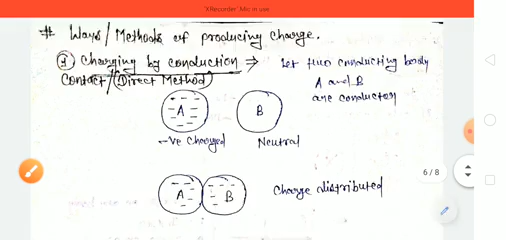 "XRecorder" Mic in use
# Ways/Methods of producing charge.
① Charging by conduction ⇒ Let two conducting body
Contact/(Direct Method) A and B
are conductor
A B
-ve Charged Neutral
6/8
A B Charge distributed